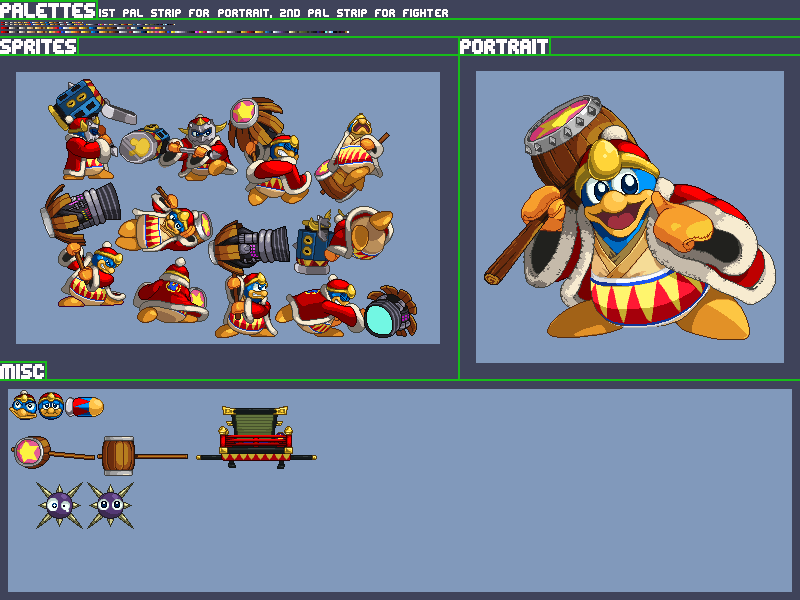 PALETTES 1ST PAL STRIP FOR PORTRAIT, 2ND PAL STRIP FOR FIGHTER
SPRITES
PORTRAIT
MISC